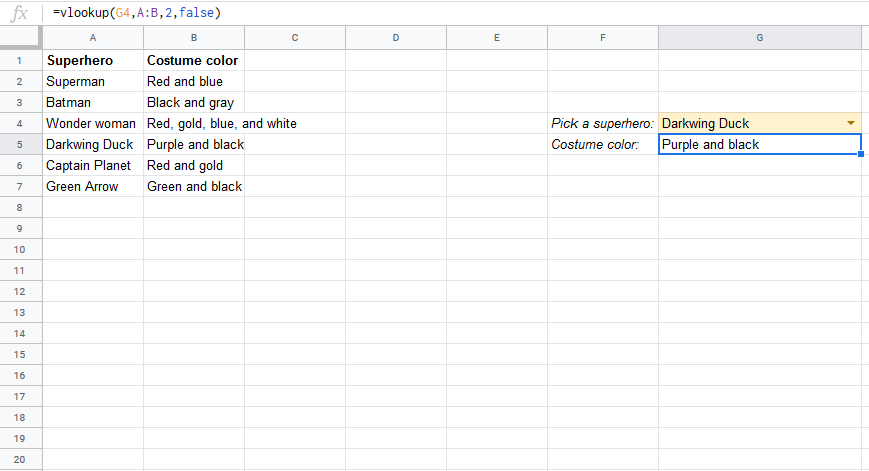 fx =vlookup(G4,A:B,2,false)
A B C D E F G
1 Superhero Costume color
2 Superman Red and blue
3 Batman Black and gray
4 Wonder woman Red, gold, blue, and white Pick a superhero: Darkwing Duck
5 Darkwing Duck Purple and black Costume color: Purple and black
6 Captain Planet Red and gold
7 Green Arrow Green and black
8
9
10
11
12
13
14
15
16
17
18
19
20